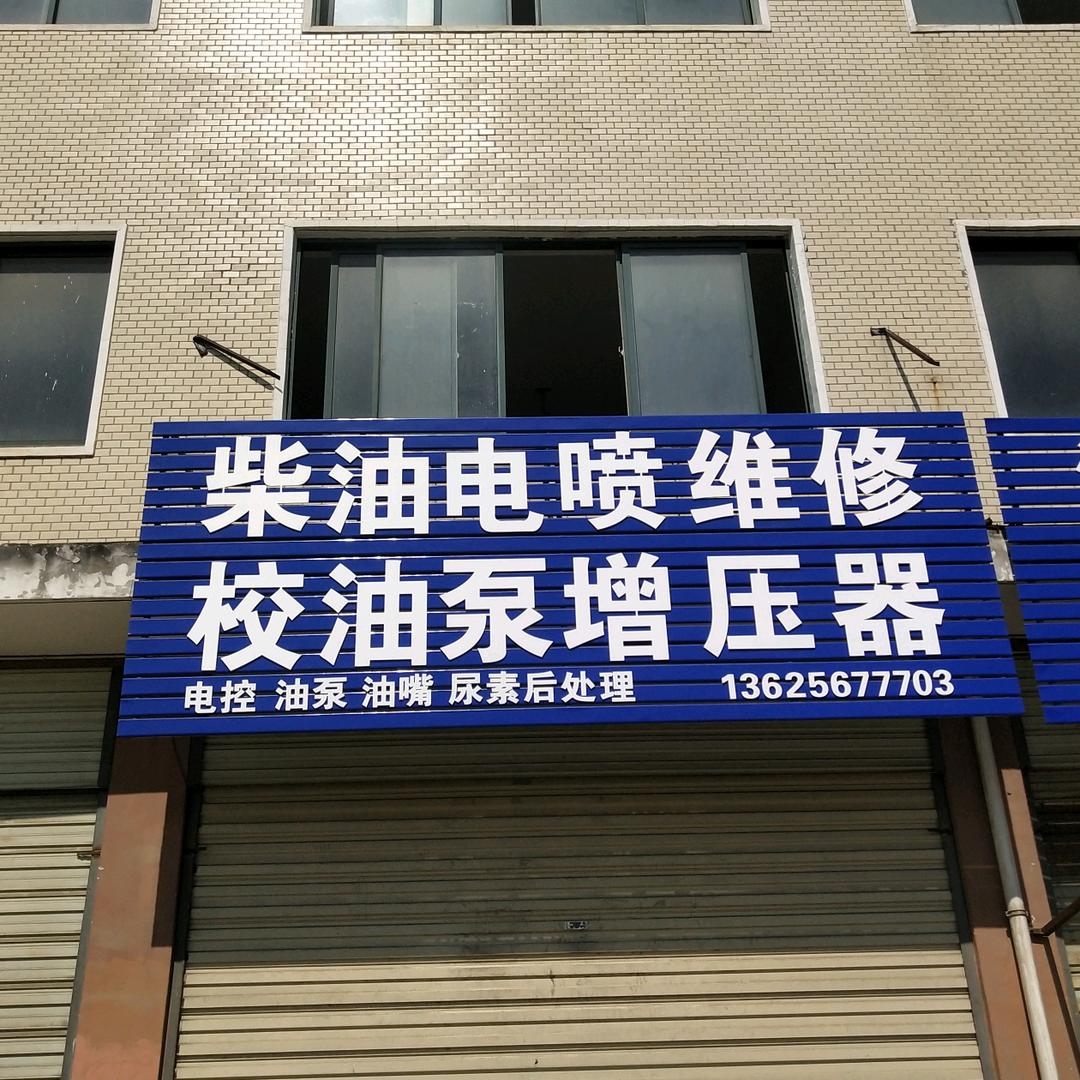 柴油电喷维修
校油泵增压器
电控 油泵 油嘴 尿素后处理 13625677703